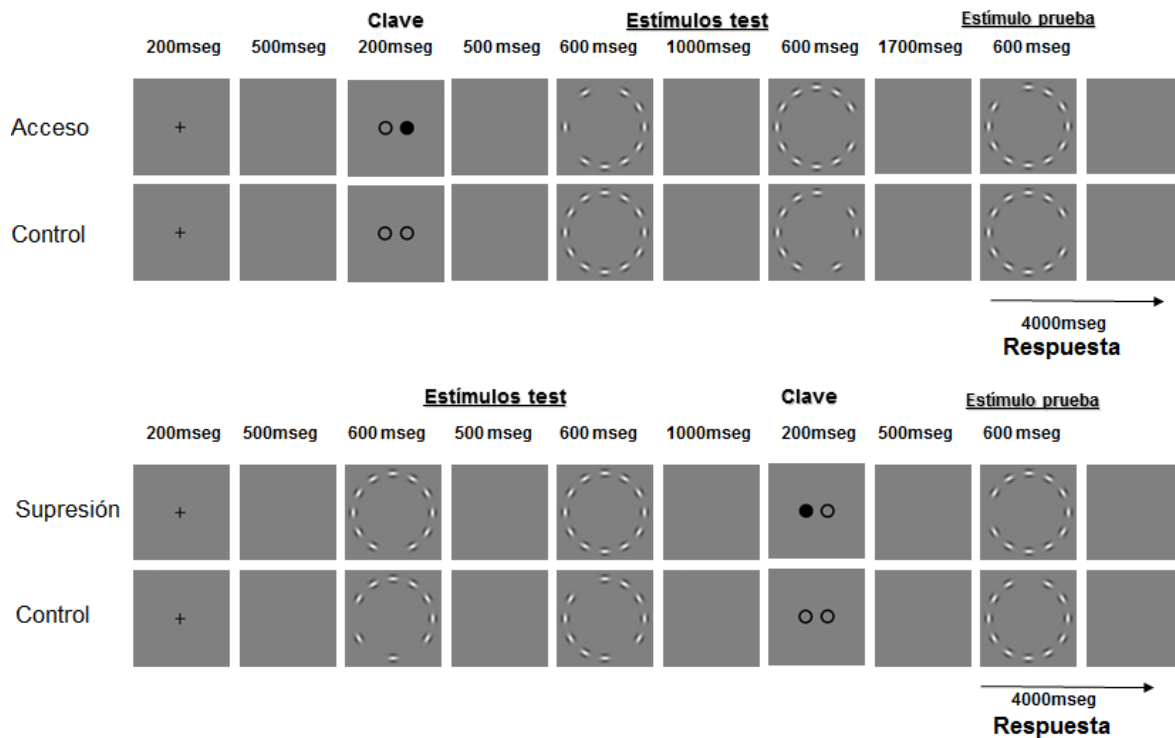 Clave Estímulos test Estímulo prueba
200mseg 500mseg 200mseg 500 mseg 600 mseg 1000mseg 600 mseg 1700mseg 600 mseg
Acceso
Control
4000mseg
Respuesta
Estímulos test Clave Estímulo prueba
200mseg 500mseg 600 mseg 500 mseg 600 mseg 1000mseg 200mseg 500mseg 600 mseg
Supresión
Control
4000mseg
Respuesta